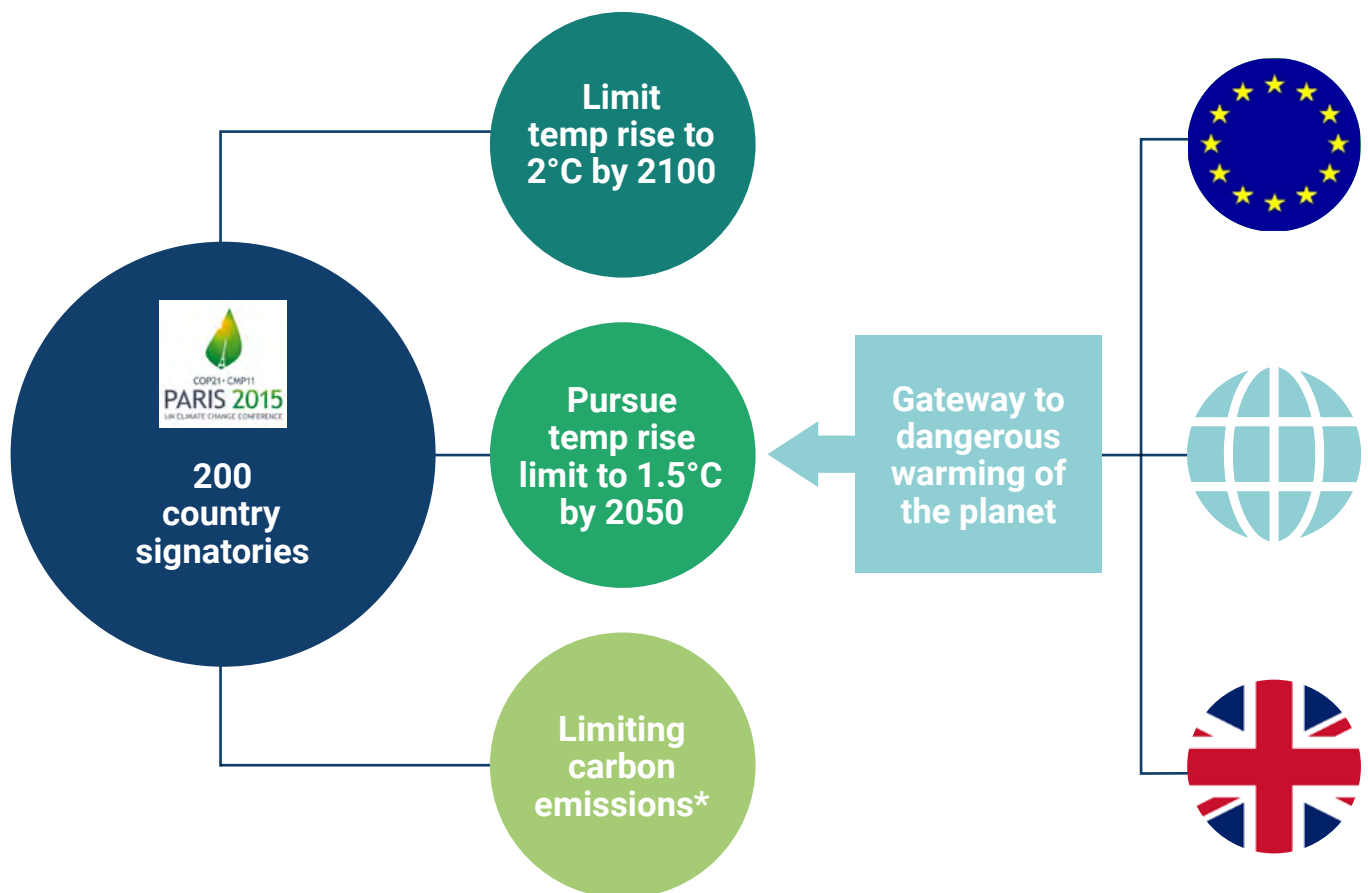 Limit
temp rise to
2°C by 2100
COP21•CMP11
PARIS 2015
UN CLIMATE CHANGE CONFERENCE
200
country
signatories
Pursue
temp rise
limit to 1.5°C
by 2050
Gateway to
dangerous
warming of
the planet
Limiting
carbon
emissions*